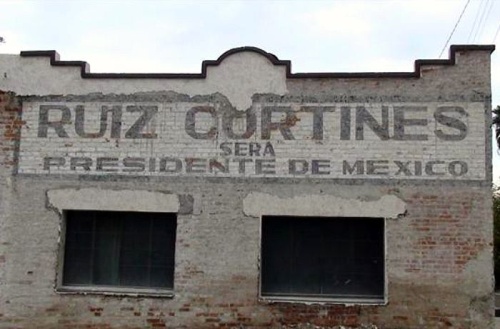 RUIZ CORTINES
SERA
PRESIDENTE DE MEXICO